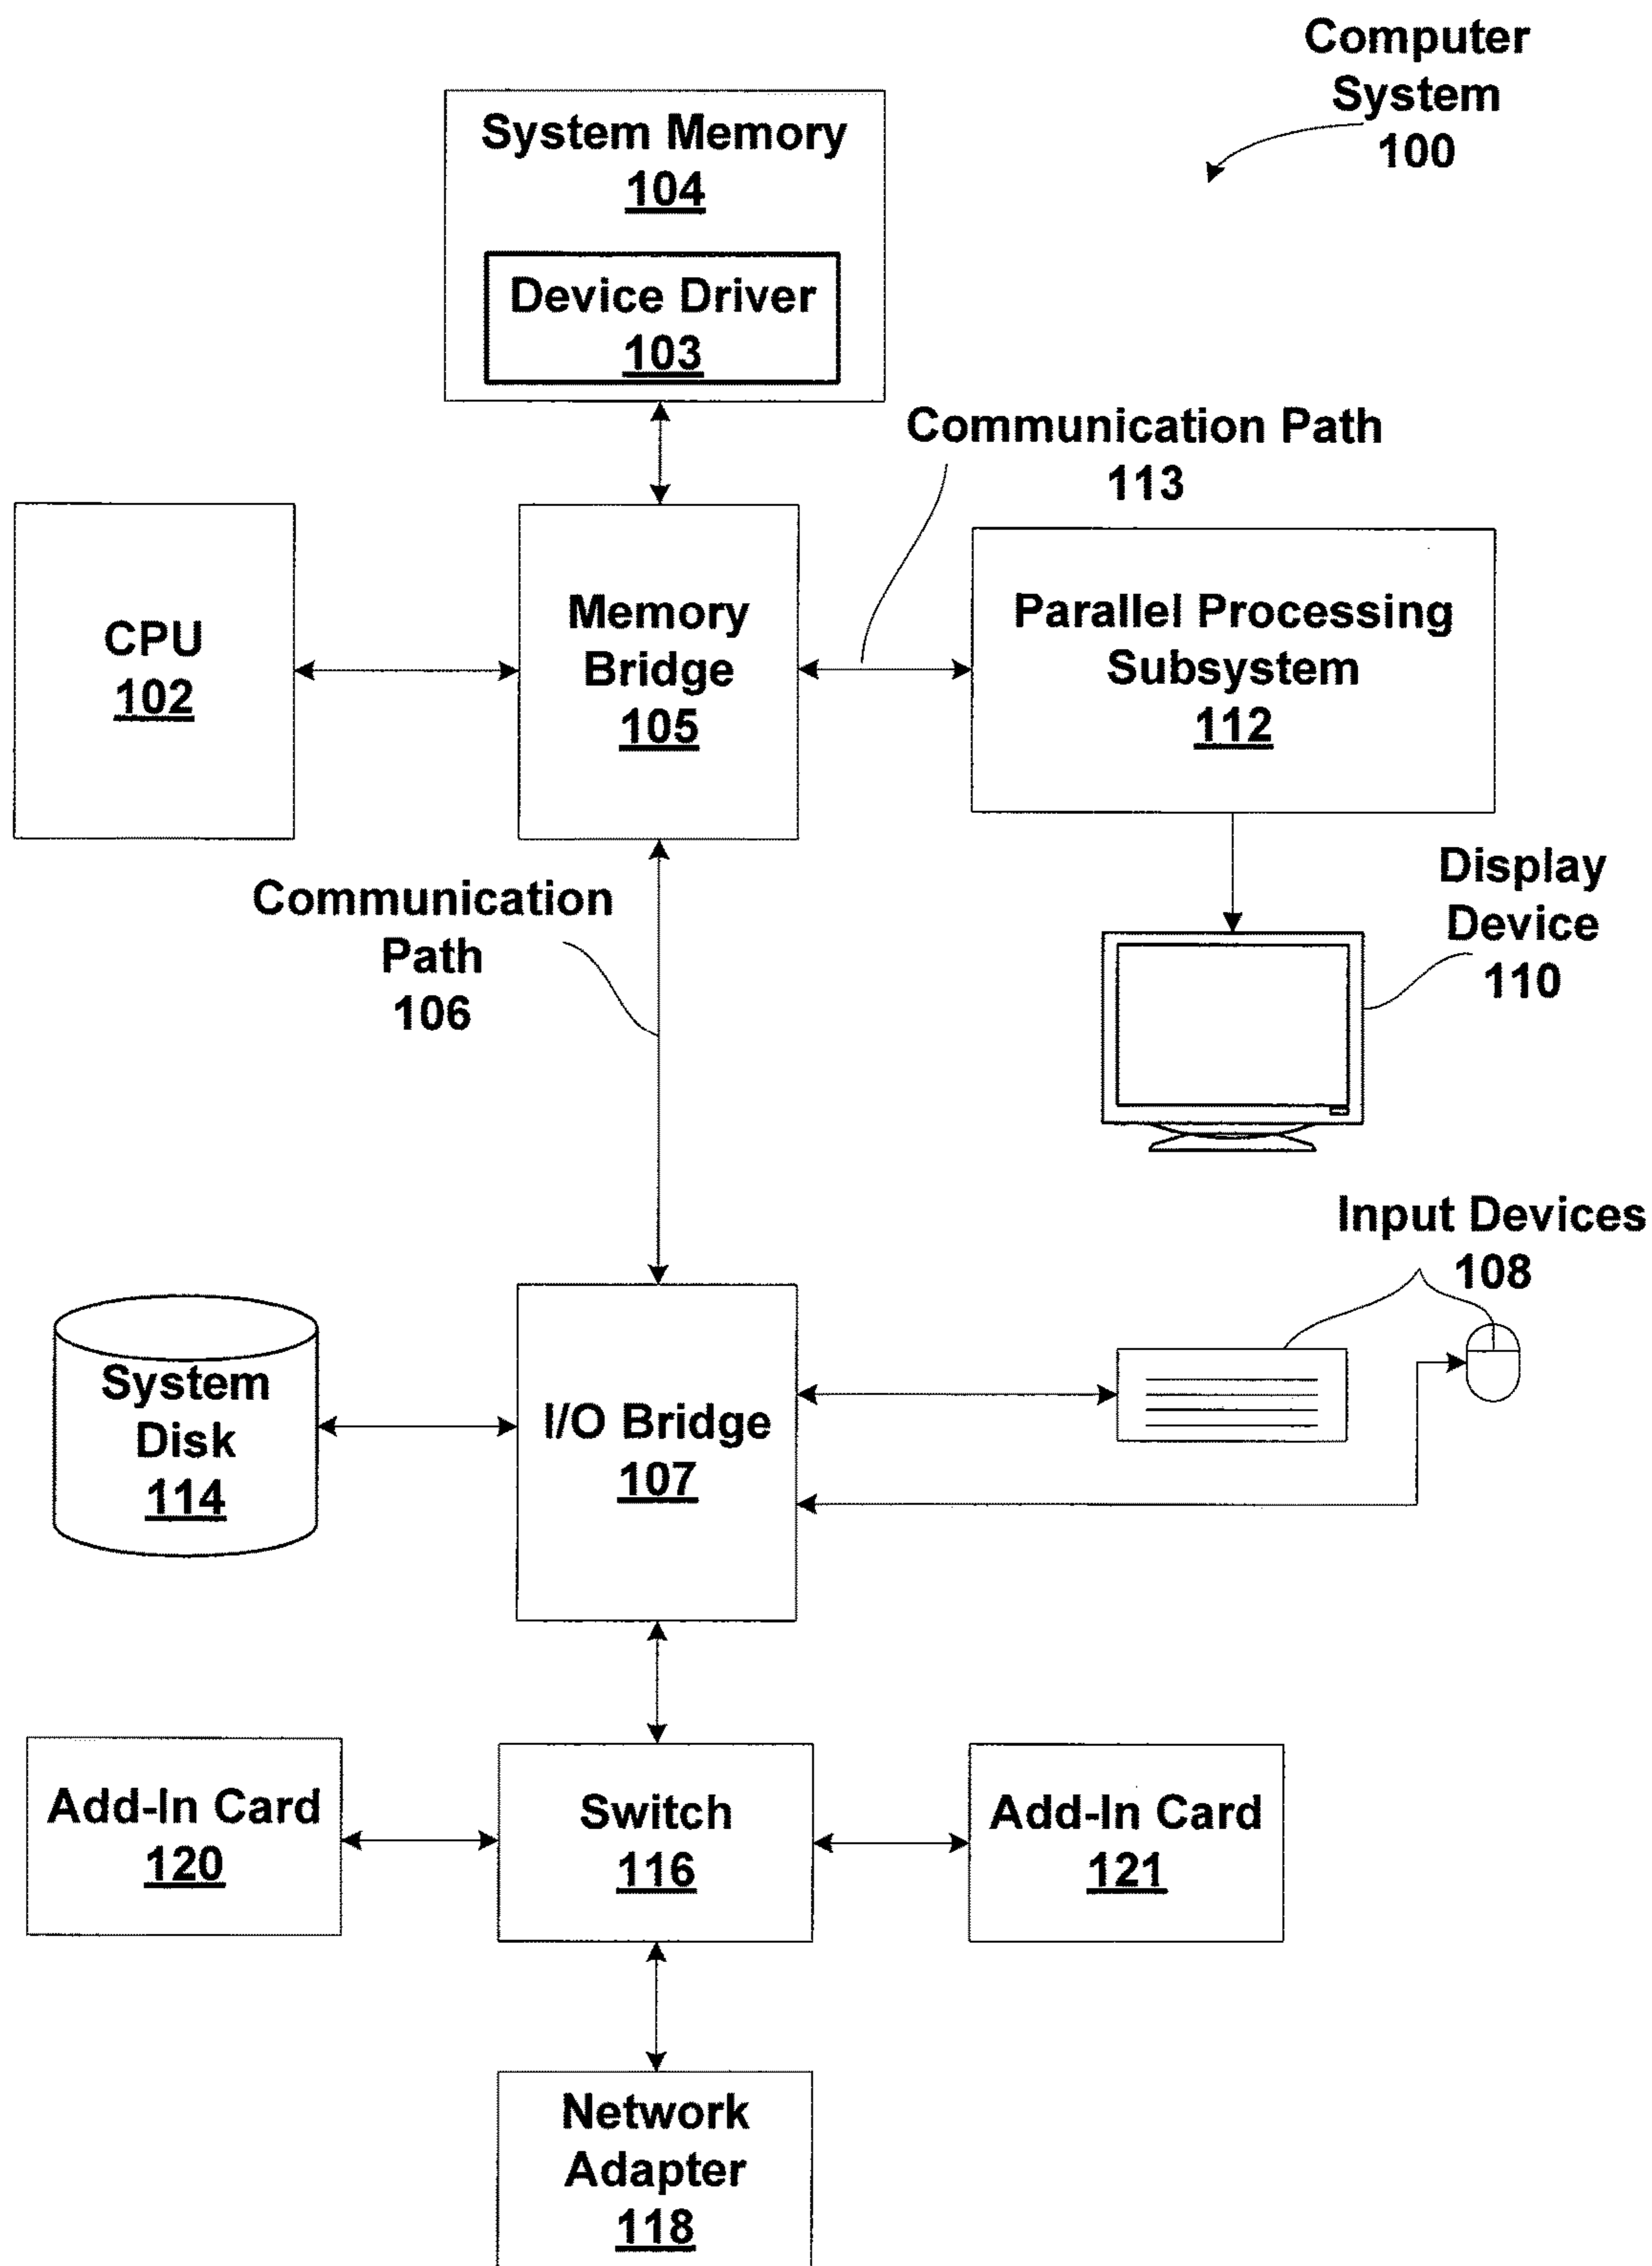 Computer
System
100
System Memory
104
Device Driver
103
Communication Path
113
CPU
102
Memory
Bridge
105
Parallel Processing
Subsystem
112
Communication
Path
106
Display
Device
110
Input Devices
108
System
Disk
114
I/O Bridge
107
Add-In Card
120
Switch
116
Add-In Card
121
Network
Adapter
118